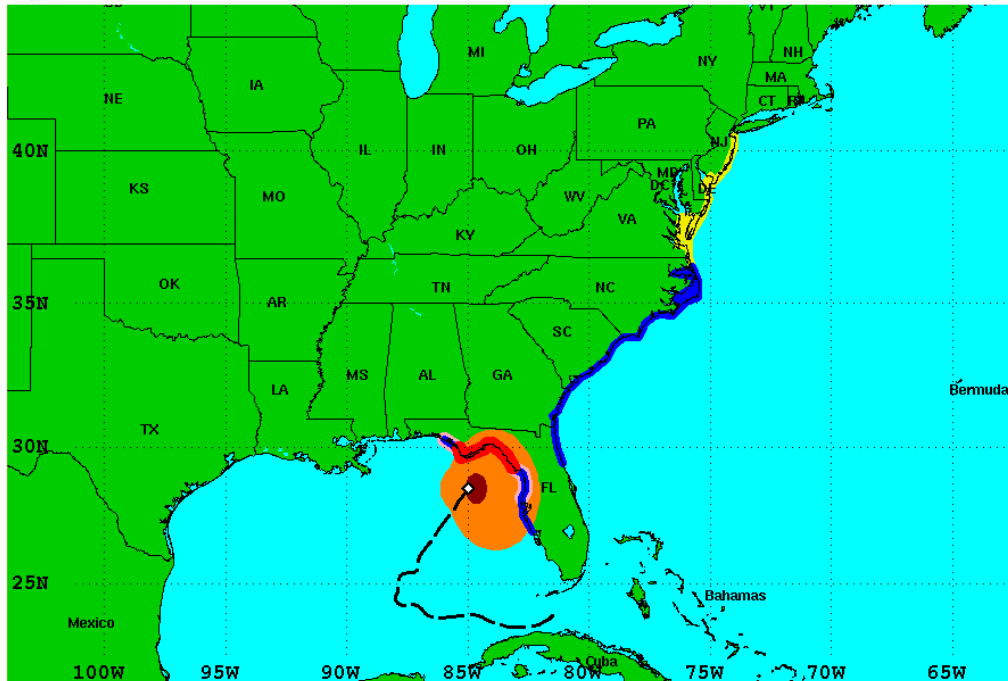 VT
MI
NY
NH
NE
IA
MA
CT
PA
NJ
40N
IL
IN
OH
MD
DC
DE
KS
MO
WV
VA
KY
OK
TN
NC
35N
AR
SC
MS
AL
GA
LA
Bermuda
TX
30N
FL
25N
Bahamas
Mexico
Cuba
100W
95W
90W
85W
80W
75W
70W
65W